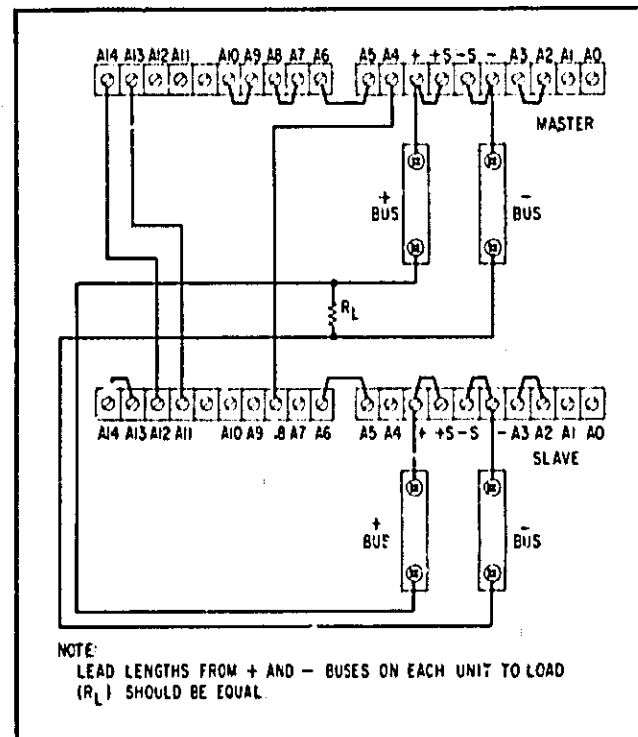 A14 A13 A12 A11 A10 A9 A8 A7 A6 A5 A4 + +S -S - A3 A2 A1 A0
MASTER
+ BUS
- BUS
RL
A14 A13 A12 A11 A10 A9 .8 A7 A6 A5 A4 + +S -S - A3 A2 A1 A0
SLAVE
+ BUS
- BUS
NOTE:
LEAD LENGTHS FROM + AND - BUSES ON EACH UNIT TO LOAD
(RL) SHOULD BE EQUAL.